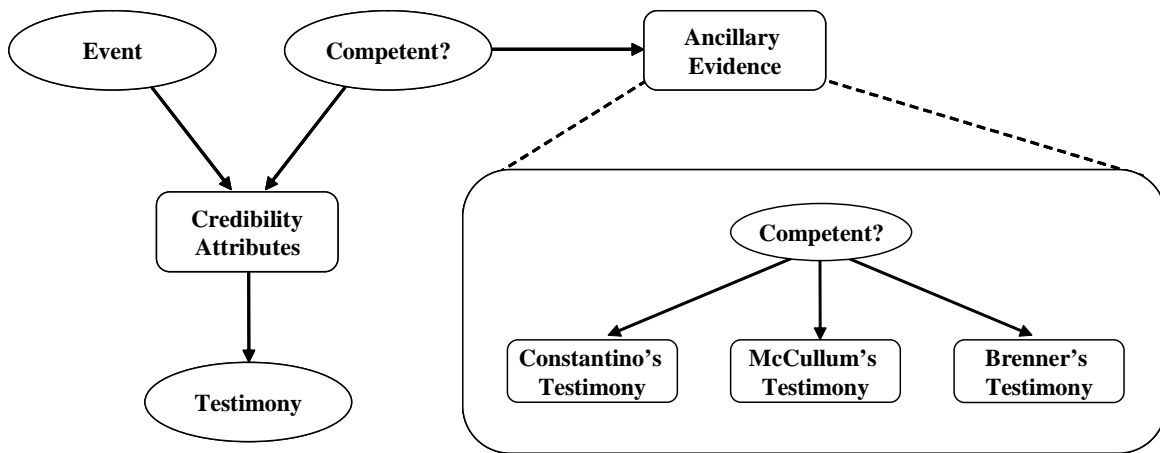 Event
Competent?
Ancillary
Evidence
Credibility
Attributes
Testimony
Competent?
Constantino's
Testimony
McCullum's
Testimony
Brenner's
Testimony